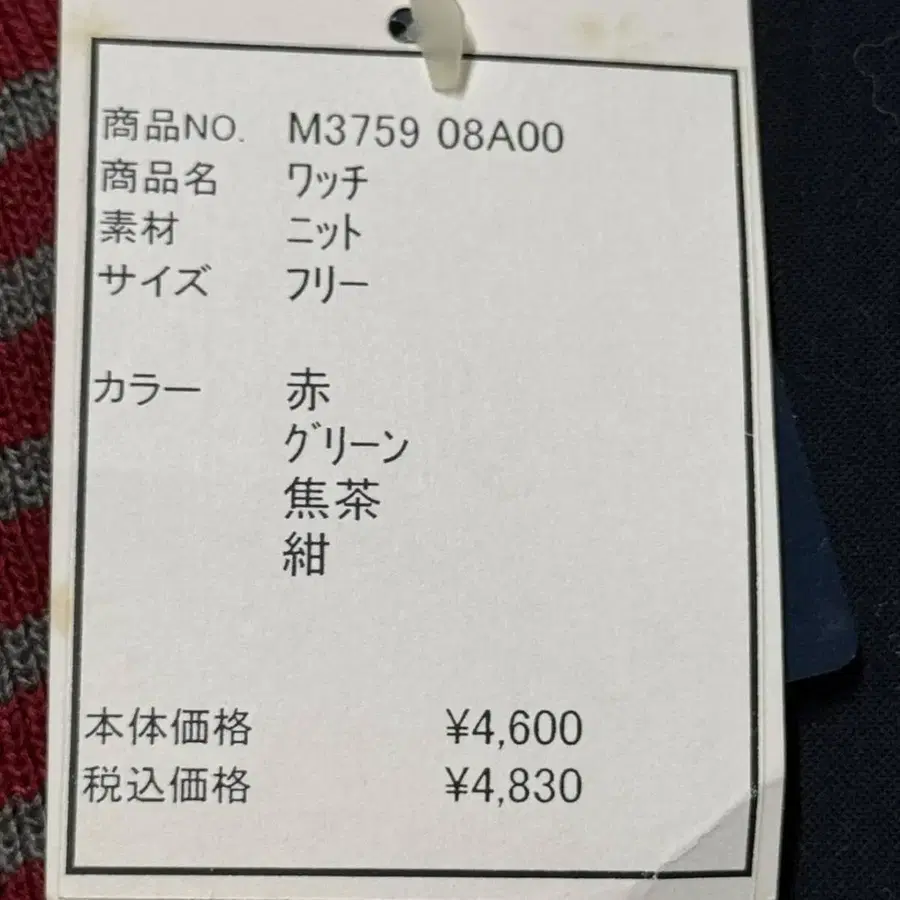 商品NO. M3759 08A00
商品名 ワッチ
素材 ニット
サイズ フリー
カラー 赤
グリーン
焦茶
紺
本体価格 ¥4,600
税込価格 ¥4,830